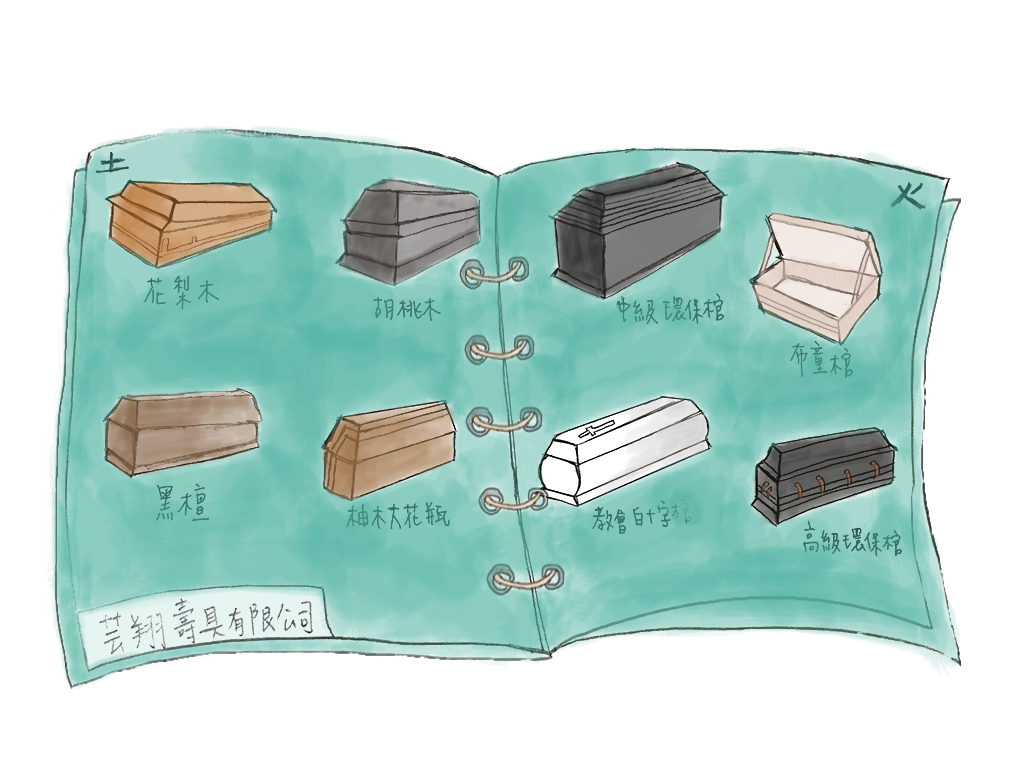 土
花梨木
胡桃木
黑檀
柚木大花瓶
芸翔壽具有限公司
火
中級環保棺
布童棺
教會白十字棺
高級環保棺